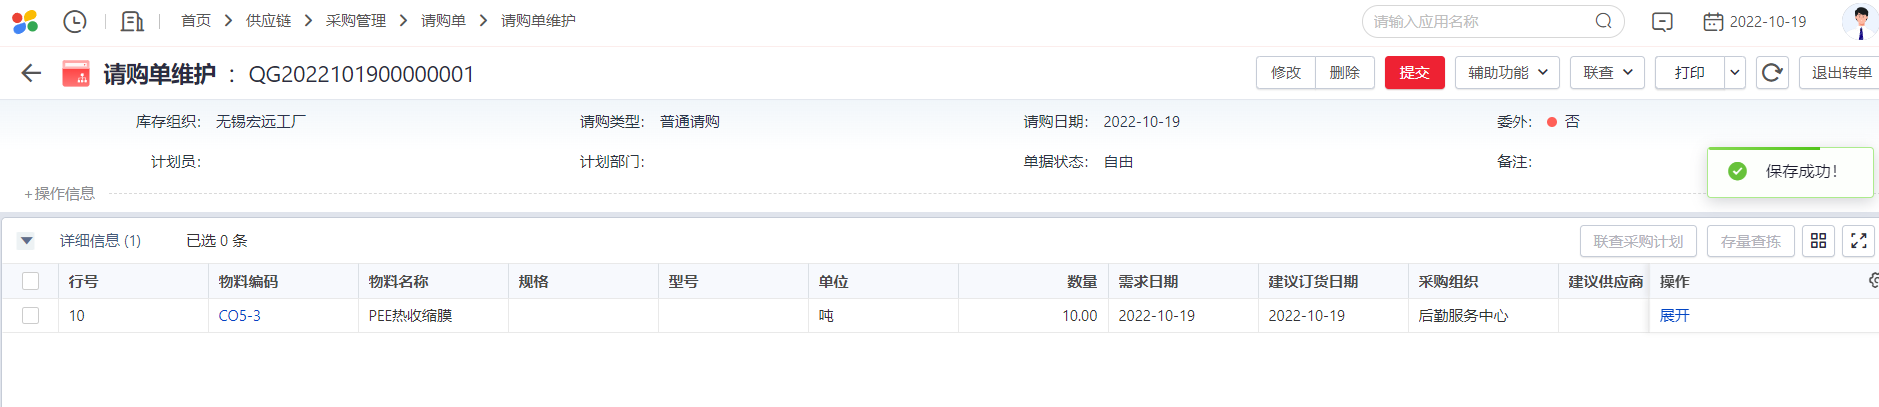 首页 > 供应链 > 采购管理 > 请购单 > 请购单维护 请输入应用名称 2022-10-19
请购单维护 : QG2022101900000001 修改 删除 提交 辅助功能 联查 打印 退出转单
库存组织: 无锡宏远工厂 请购类型: 普通请购 请购日期: 2022-10-19 委外: 否
计划员: 计划部门: 单据状态: 自由 备注:
保存成功!
+操作信息
详细信息 (1) 已选 0 条 联查采购计划 存量查拣
行号 物料编码 物料名称 规格 型号 单位 数量 需求日期 建议订货日期 采购组织 建议供应商 操作
10 CO5-3 PEE热收缩膜 吨 10.00 2022-10-19 2022-10-19 后勤服务中心 展开